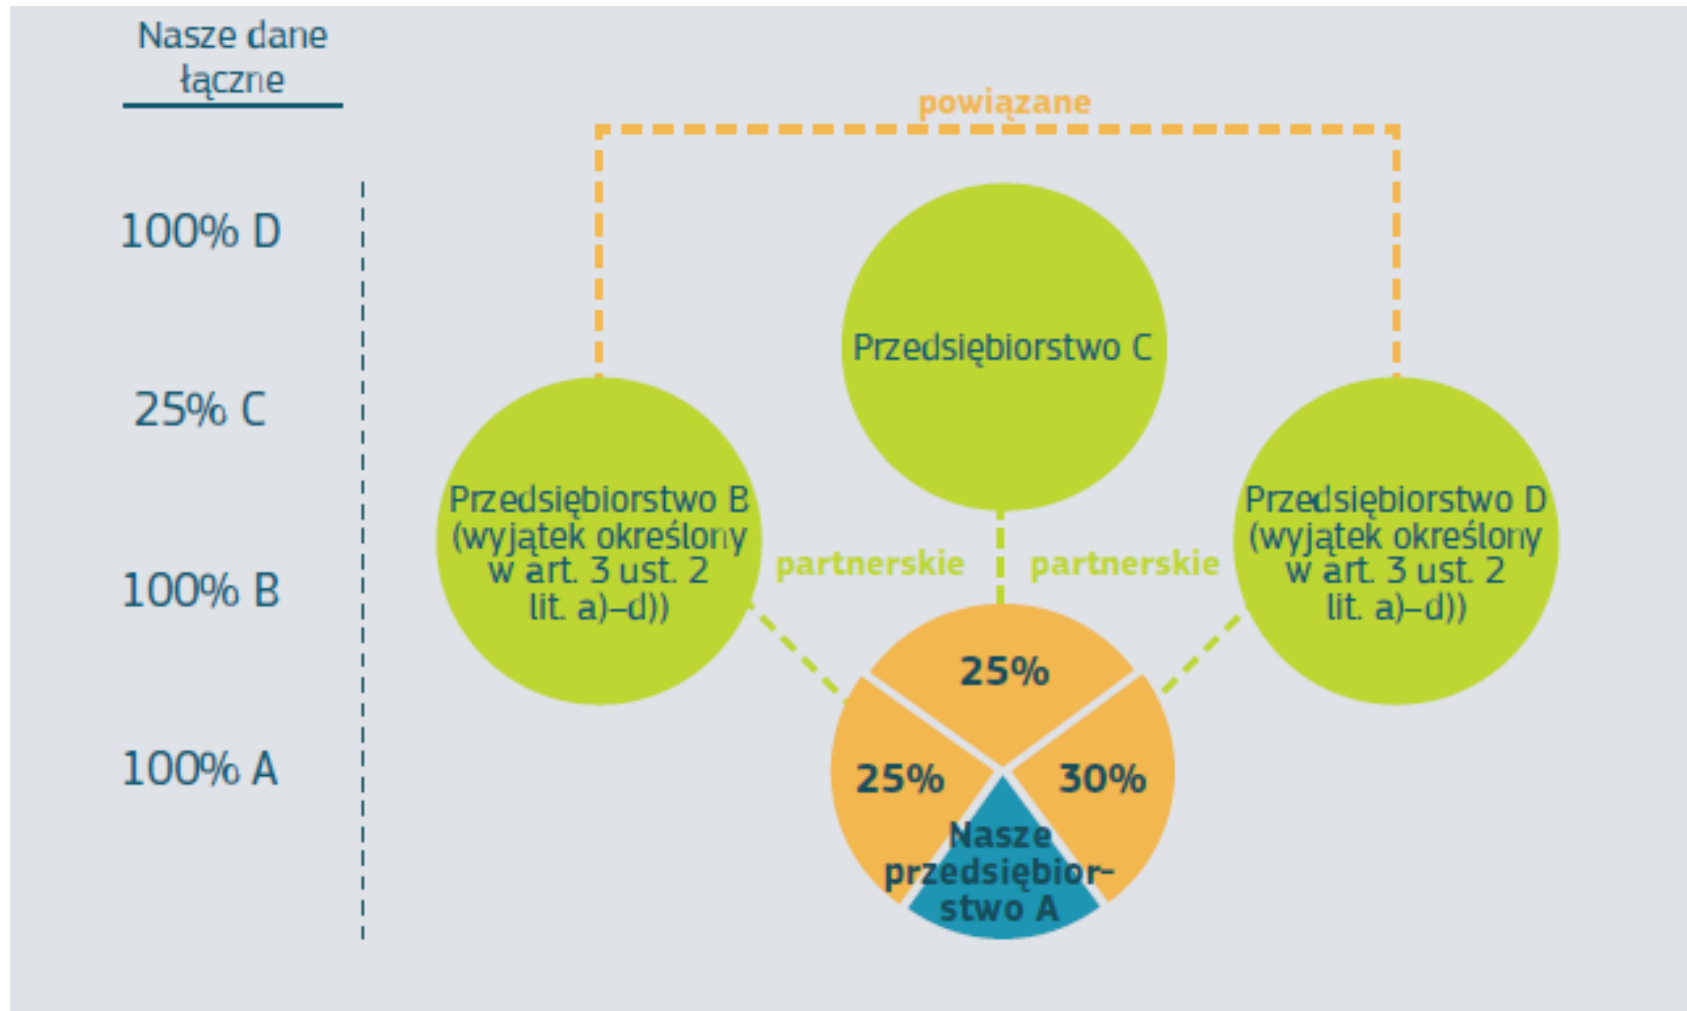 Nasze dane
łączne
100% D
25% C
100% B
100% A
powiązane
Przedsiębiorstwo C
Przedsiębiorstwo B
(wyjątek określony
w art. 3 ust. 2
lit. a)–d))
partnerskie
partnerskie
Przedsiębiorstwo D
(wyjątek określony
w art. 3 ust. 2
lit. a)–d))
25%
25%
30%
Nasze
przedsiębior-
stwo A